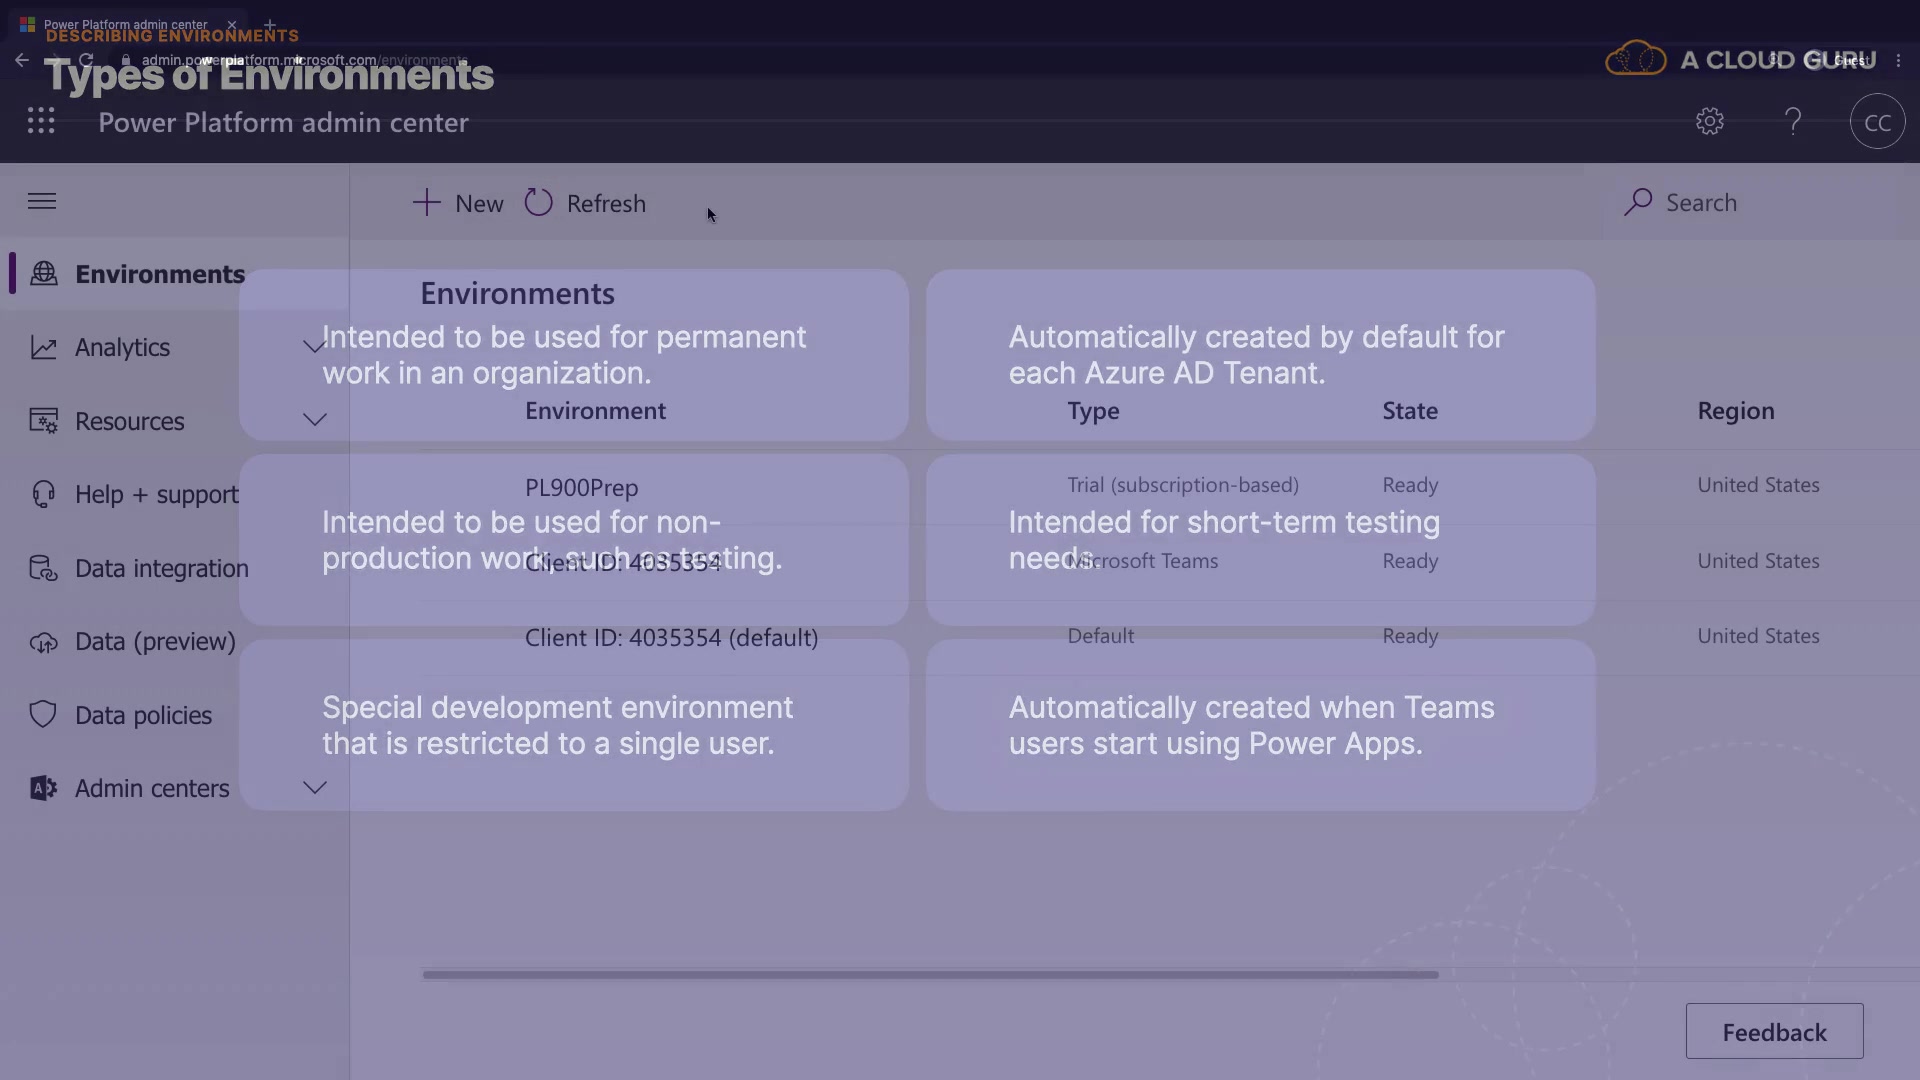 Power Platform admin center
DESCRIBING ENVIRONMENTS
admin.powerplatform.microsoft.com/environments
Types of Environments
A CLOUD GURU
Guest
Power Platform admin center
CC
New
Refresh
Search
Environments
Analytics
Resources
Help + support
Data integration
Data (preview)
Data policies
Admin centers
Environments
Intended to be used for permanent
work in an organization.
Automatically created by default for
each Azure AD Tenant.
Environment
Type
State
Region
PL900Prep
Trial (subscription-based)
Ready
United States
Intended to be used for non-
production work, such as testing.
Intended for short-term testing
needs.
Client ID: 4035354
Microsoft Teams
Ready
United States
Client ID: 4035354 (default)
Default
Ready
United States
Special development environment
that is restricted to a single user.
Automatically created when Teams
users start using Power Apps.
Feedback